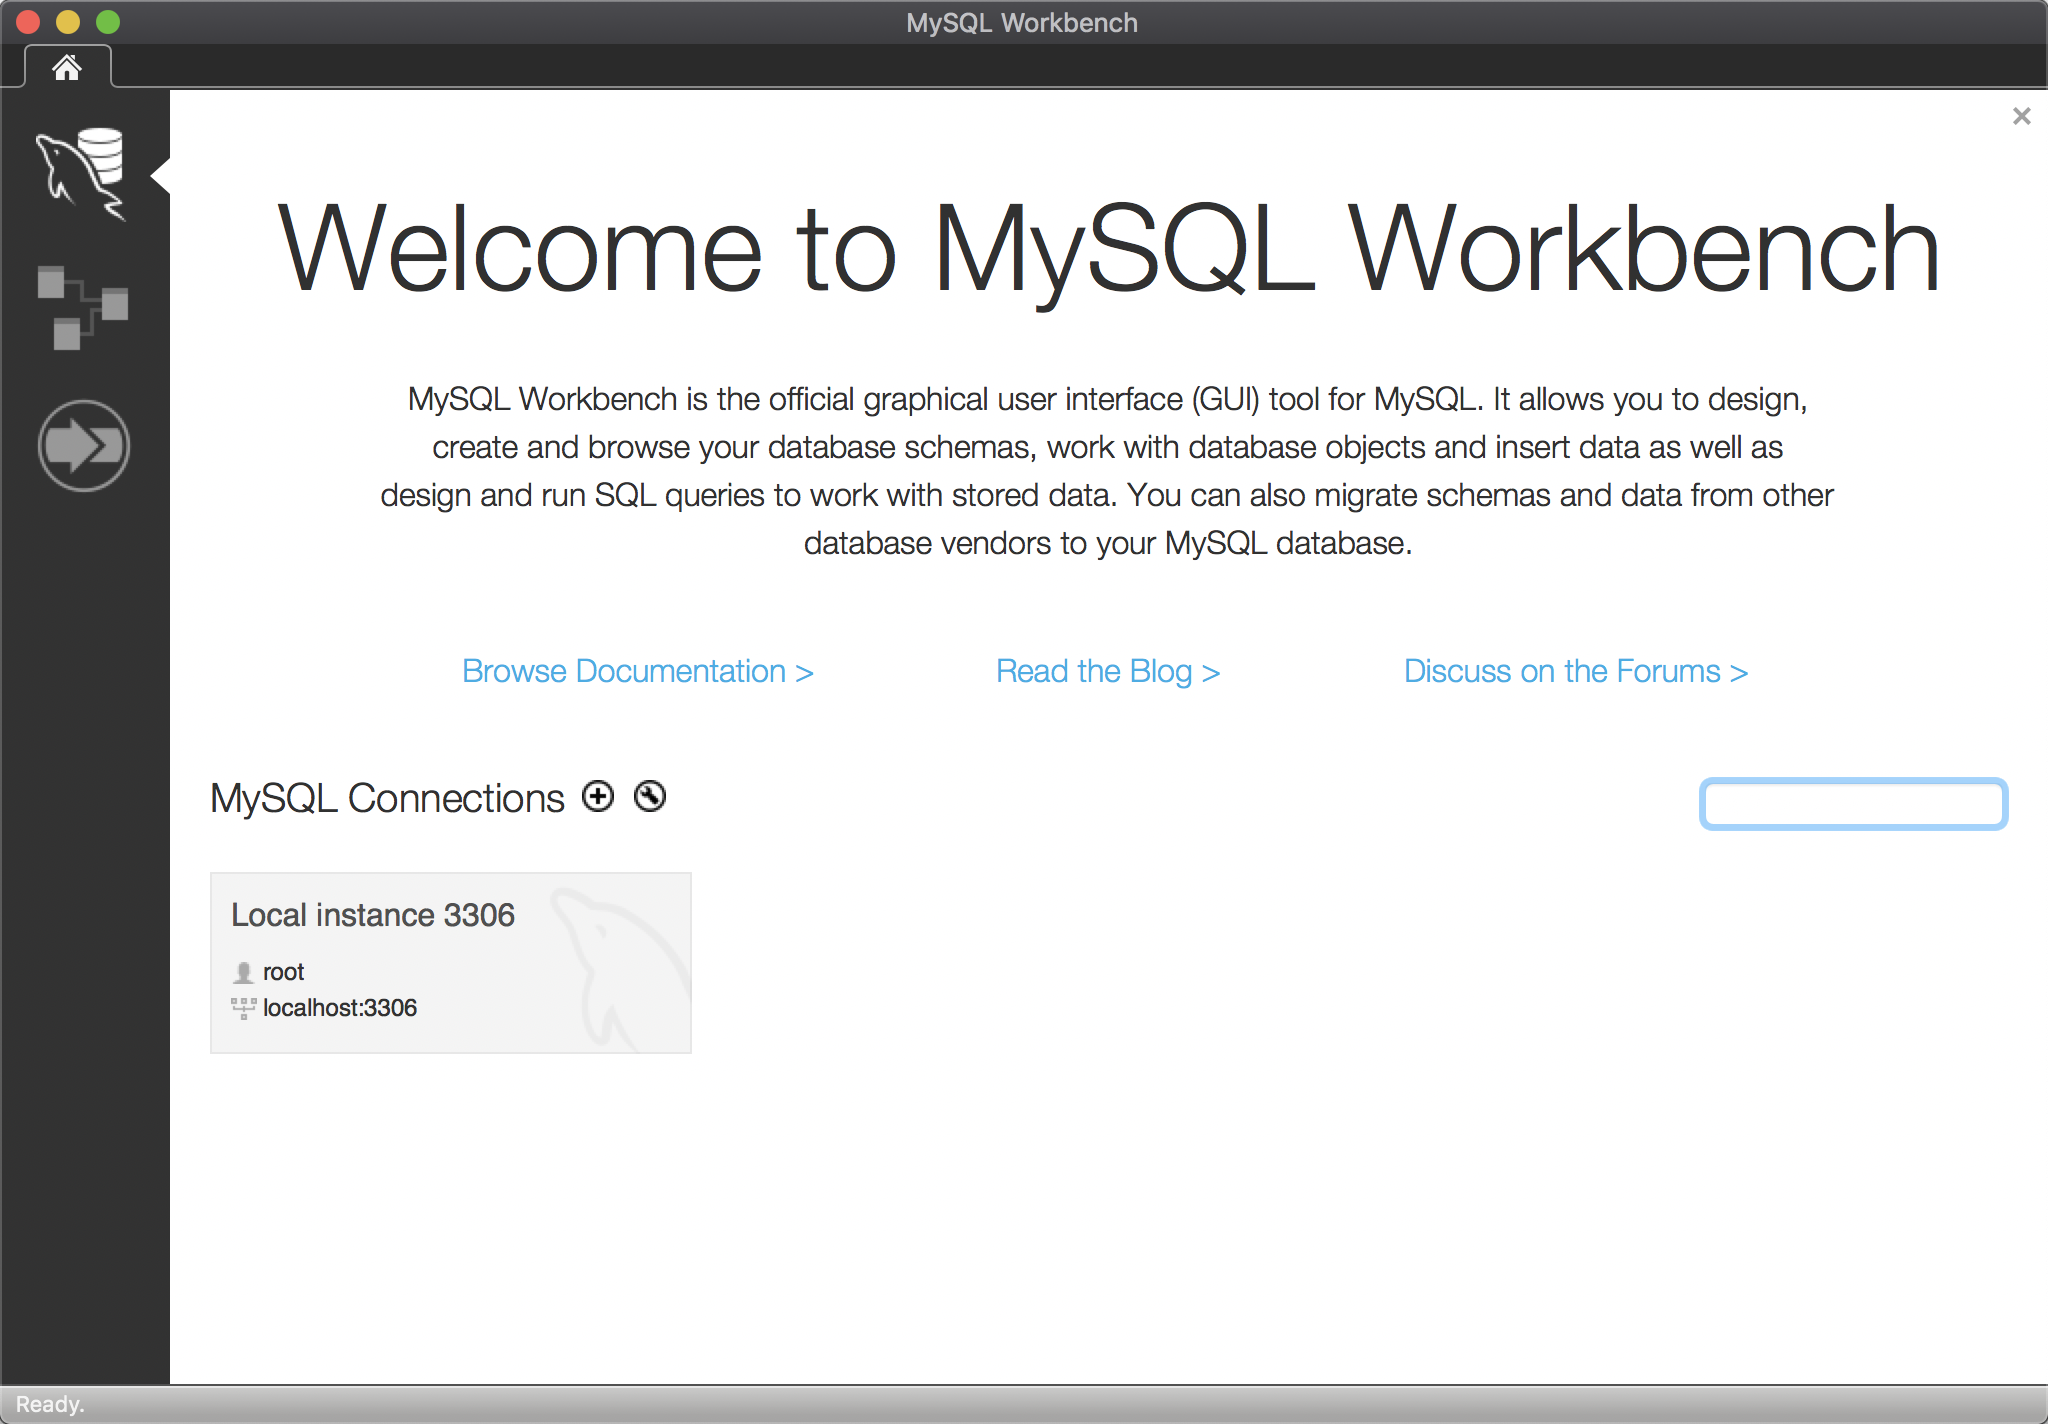 MySQL Workbench
Welcome to MySQL Workbench
MySQL Workbench is the official graphical user interface (GUI) tool for MySQL. It allows you to design,
create and browse your database schemas, work with database objects and insert data as well as
design and run SQL queries to work with stored data. You can also migrate schemas and data from other
database vendors to your MySQL database.
Browse Documentation > Read the Blog > Discuss on the Forums >
MySQL Connections
Local instance 3306
root
localhost:3306
Ready.